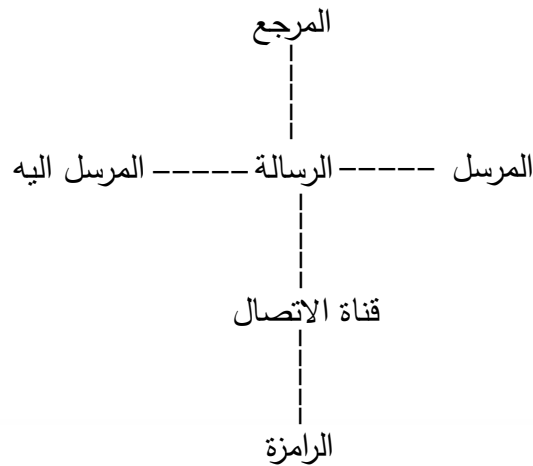 المرجع
المرسل ----- الرسالة ----- المرسل اليه
قناة الاتصال
الرامزة